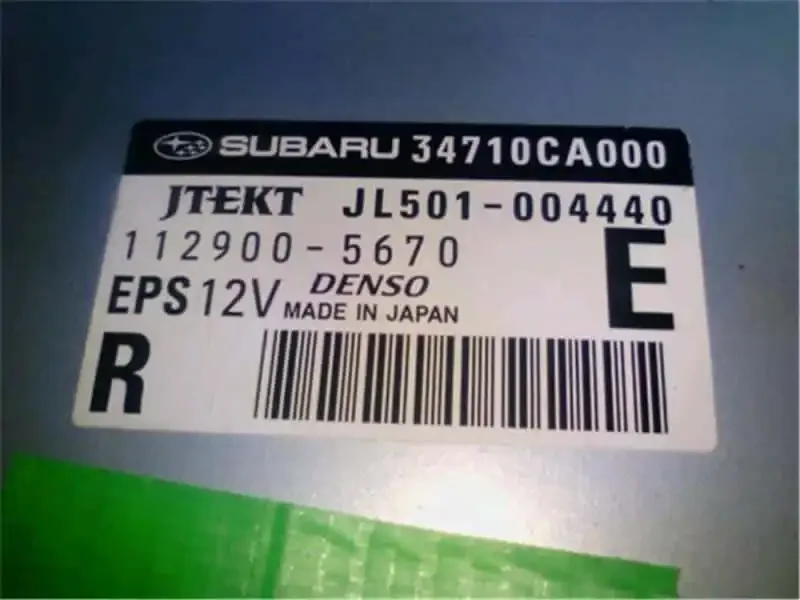 SUBARU 34710CA000
JTEKT JL501-004440
112900-5670
E
EPS 12V DENSO
MADE IN JAPAN
R